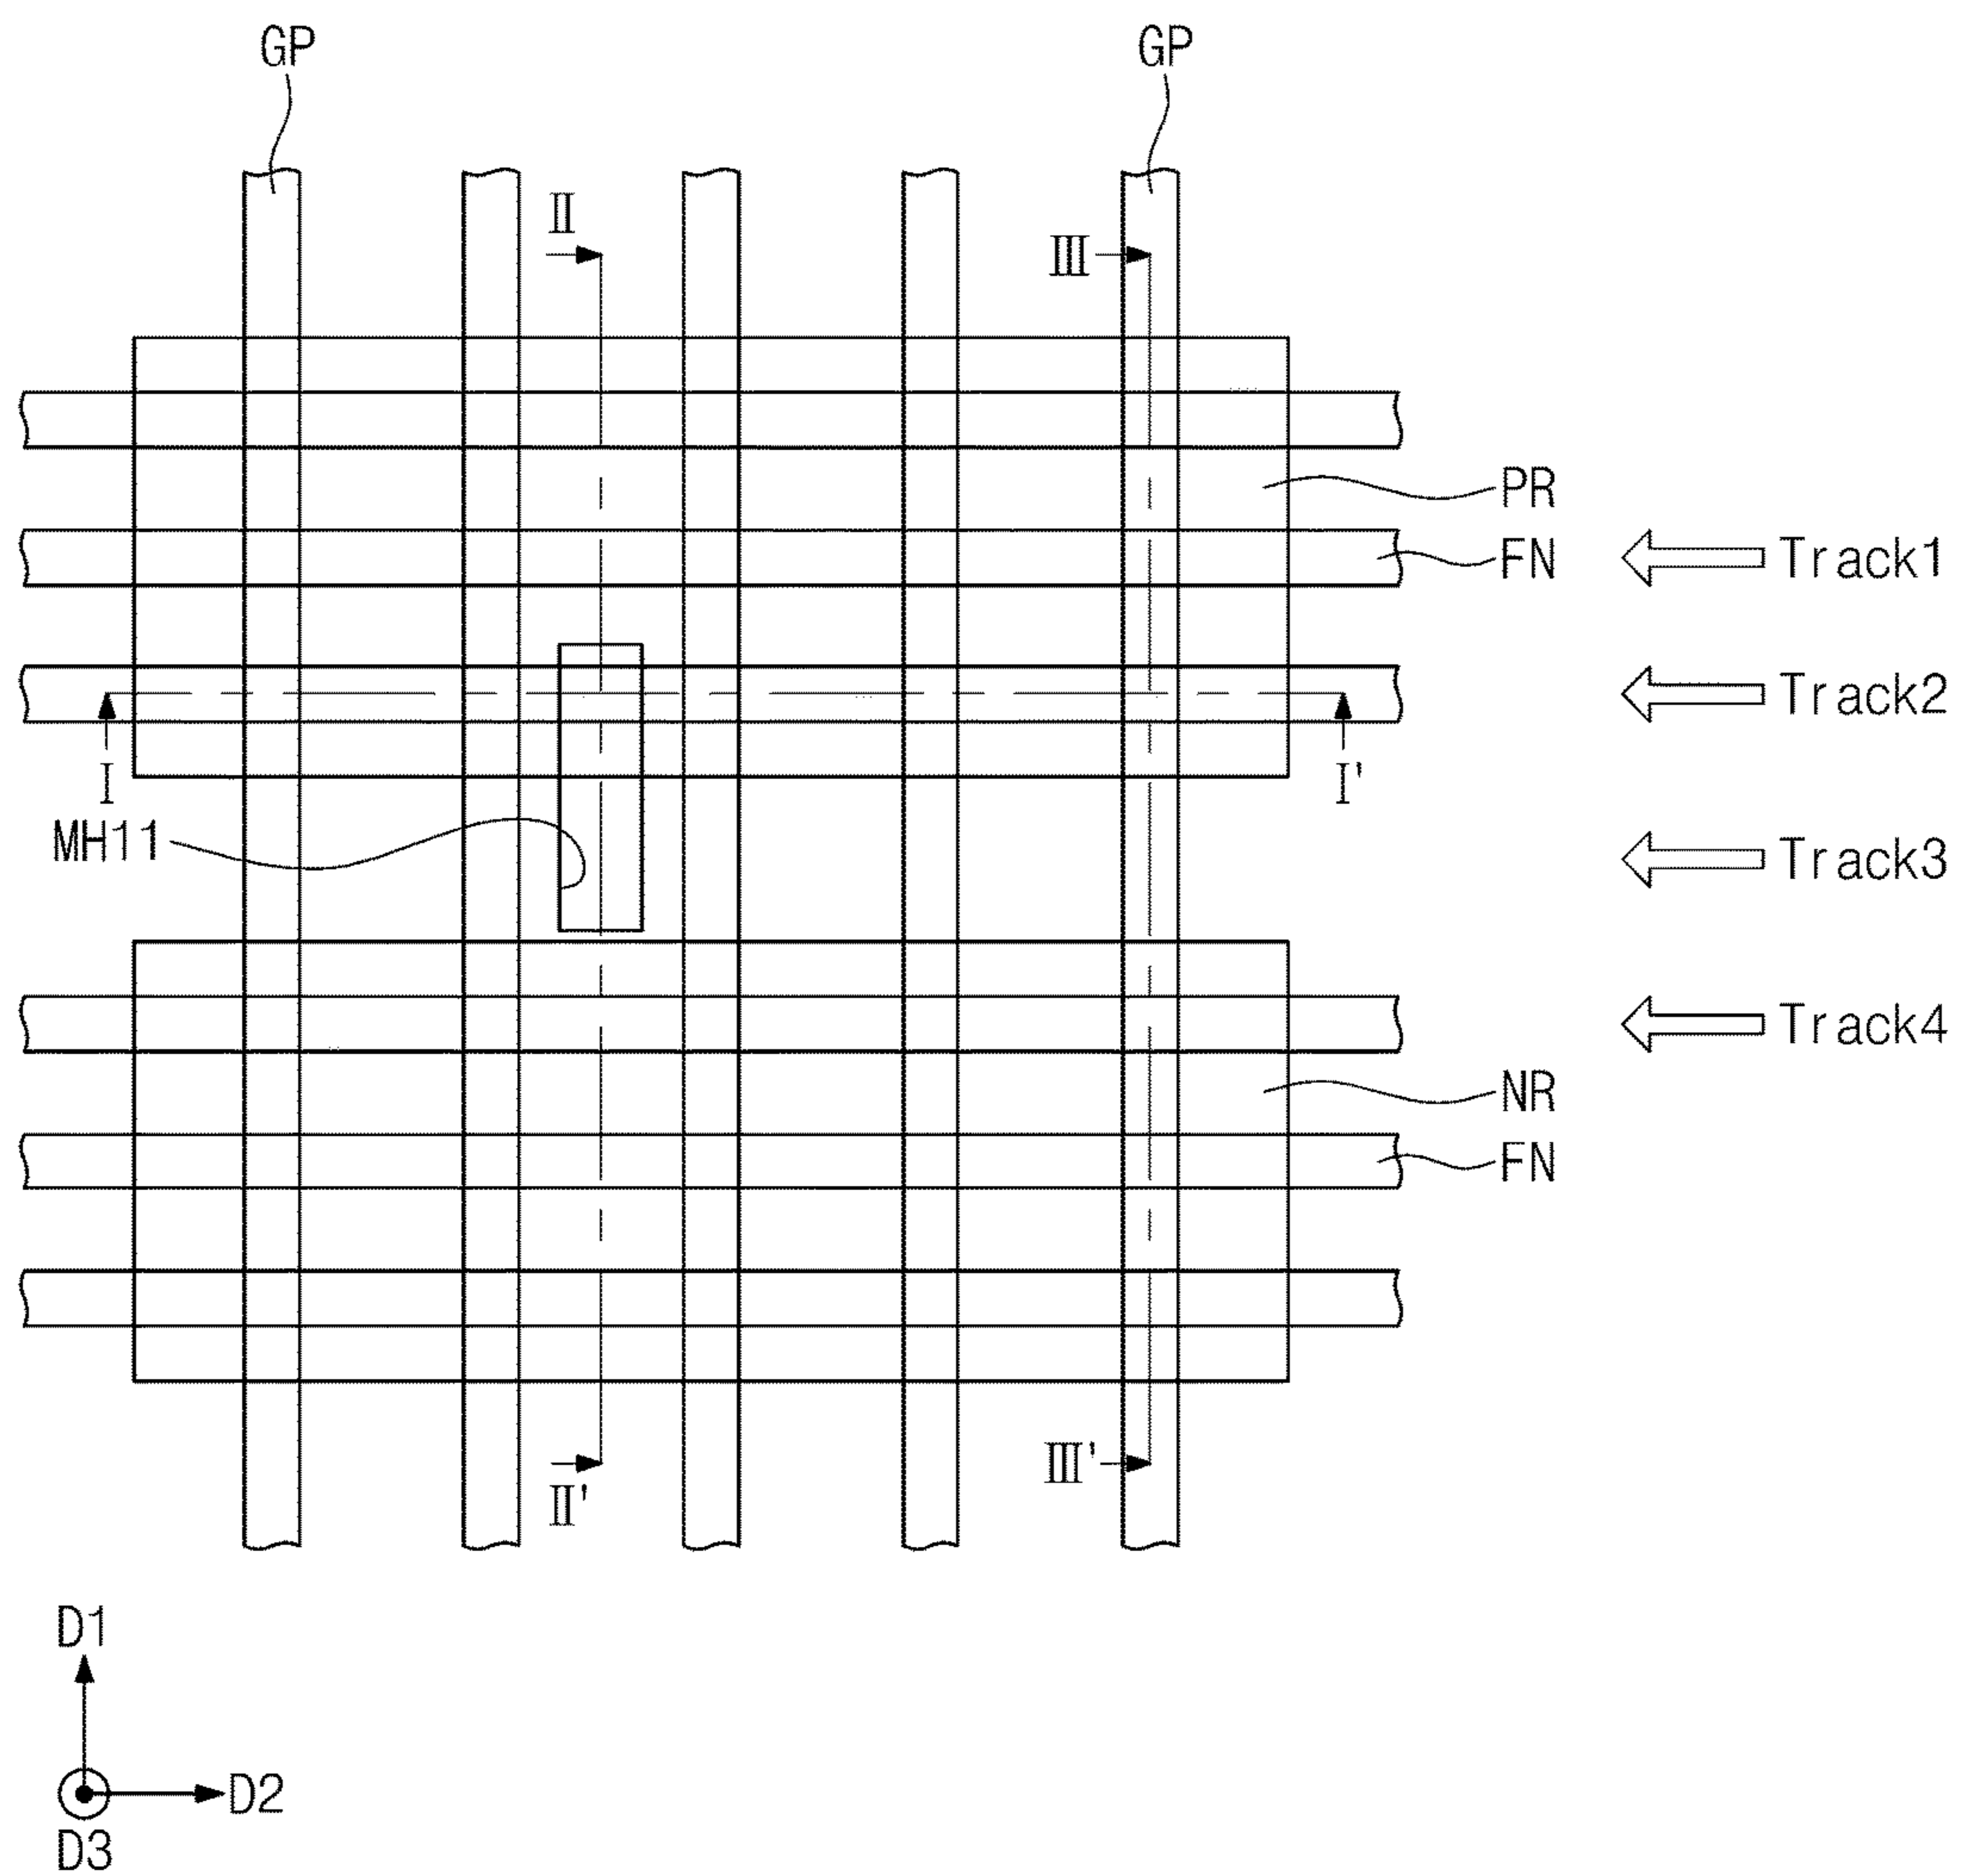 GP
GP
Ⅱ
Ⅲ
PR
FN
Track1
Track2
Ⅰ
Ⅰ'
MH11
Track3
Track4
NR
FN
Ⅲ'
Ⅱ'
D1
D2
D3